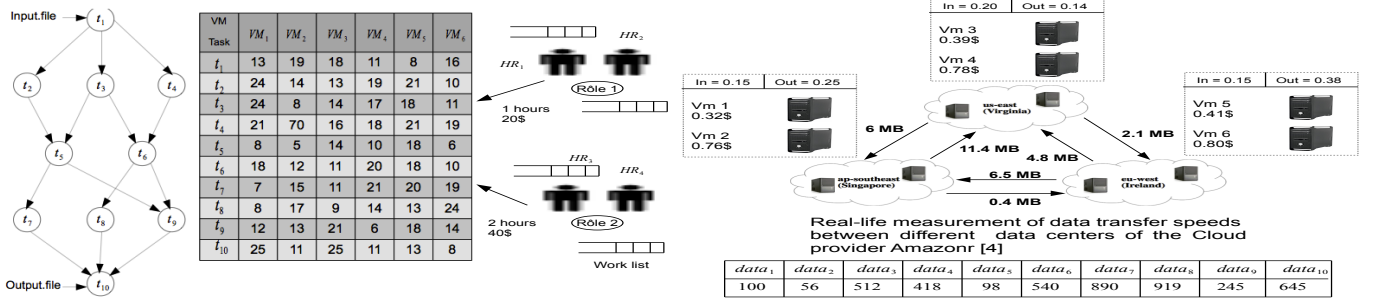 Input.file
t1
t2
t3
t4
t5
t6
t7
t8
t9
t10
Output.file
VM Task VM1 VM2 VM3 VM4 VM5 VM6
t1 13 19 18 11 8 16
t2 24 14 13 19 21 10
t3 24 8 14 17 18 11
t4 21 70 16 18 21 19
t5 8 5 14 10 18 6
t6 18 12 11 20 18 10
t7 7 15 11 21 20 19
t8 8 17 9 14 13 24
t9 12 13 21 6 18 14
t10 25 11 25 11 13 8
HR1
HR2
Rôle 1
1 hours
20$
HR3
HR4
Rôle 2
2 hours
40$
Work list
In = 0.20 Out = 0.14
Vm 3
0.39$
Vm 4
0.78$
In = 0.15 Out = 0.25
Vm 1
0.32$
Vm 2
0.76$
In = 0.15 Out = 0.38
Vm 5
0.41$
Vm 6
0.80$
us-east
(Virginia)
6 MB
2.1 MB
11.4 MB
4.8 MB
6.5 MB
0.4 MB
ap-southeast
(Singapore)
eu-west
(Ireland)
Real-life measurement of data transfer speeds
between different data centers of the Cloud
provider Amazonr [4]
data1 data2 data3 data4 data5 data6 data7 data8 data9 data10
100 56 512 418 98 540 890 919 245 645